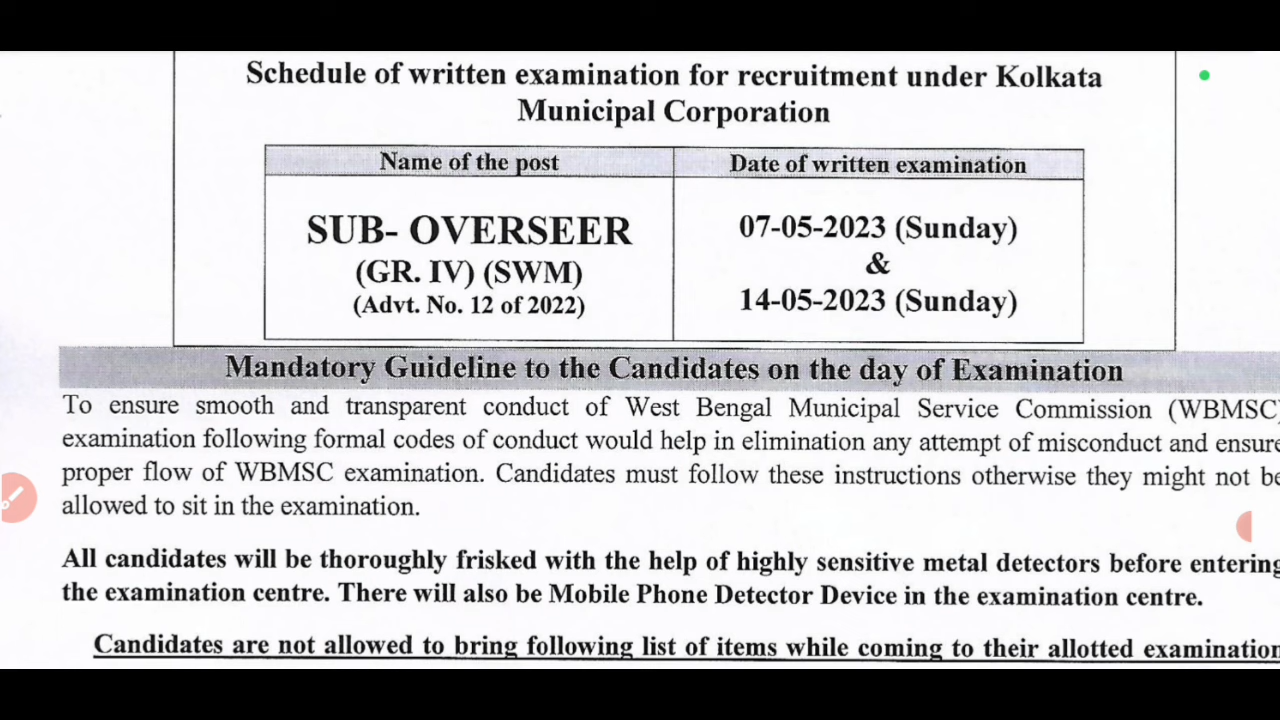 Schedule of written examination for recruitment under Kolkata
Municipal Corporation
Name of the post
Date of written examination
SUB- OVERSEER
(GR. IV) (SWM)
(Advt. No. 12 of 2022)
07-05-2023 (Sunday)
&
14-05-2023 (Sunday)
Mandatory Guideline to the Candidates on the day of Examination
To ensure smooth and transparent conduct of West Bengal Municipal Service Commission (WBMSC)
examination following formal codes of conduct would help in elimination any attempt of misconduct and ensure
proper flow of WBMSC examination. Candidates must follow these instructions otherwise they might not be
allowed to sit in the examination.
All candidates will be thoroughly frisked with the help of highly sensitive metal detectors before entering
the examination centre. There will also be Mobile Phone Detector Device in the examination centre.
Candidates are not allowed to bring following list of items while coming to their allotted examination